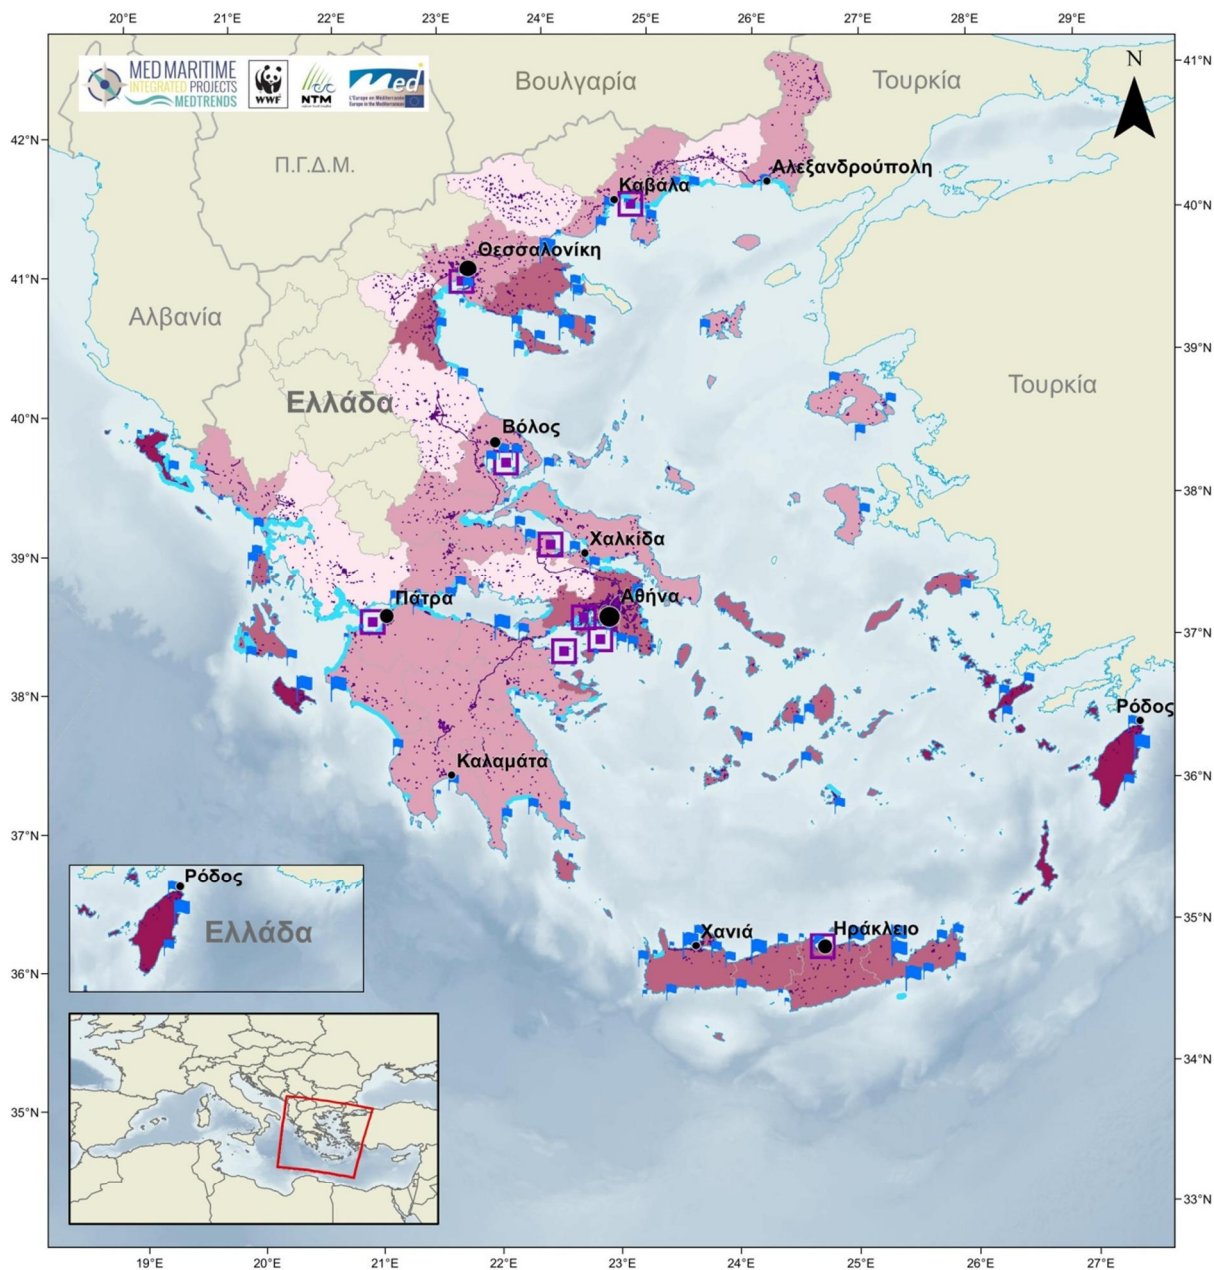 20°E 21°E 22°E 23°E 24°E 25°E 26°E 27°E 28°E 29°E
MED MARITIME
INTEGRATED PROJECTS
MEDTRENDS
WWF
NTM
Med
L'Europe en Méditerranée
Europe in the Mediterranean
N
41°N
Βουλγαρία
Τουρκία
42°N
Π.Γ.Δ.Μ.
Αλεξανδρούπολη
Καβάλα
40°N
Θεσσαλονίκη
41°N
Αλβανία
39°N
Τουρκία
Ελλάδα
40°N
Βόλος
38°N
Χαλκίδα
39°N
Πάτρα
Αθήνα
37°N
38°N
Ρόδος
Καλαμάτα
36°N
37°N
Ρόδος
Ελλάδα
35°N
Χανιά
Ηράκλειο
36°N
34°N
35°N
33°N
19°E 20°E 21°E 22°E 23°E 24°E 25°E 26°E 27°E